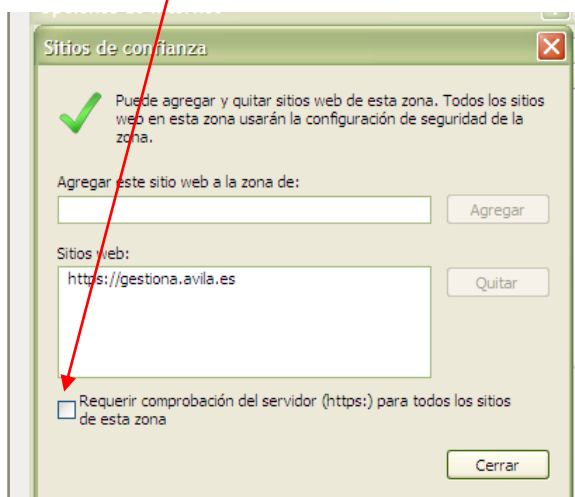 Sitios de confianza
Puede agregar y quitar sitios web de esta zona. Todos los sitios
web en esta zona usarán la configuración de seguridad de la
zona.
Agregar este sitio web a la zona de:
Agregar
Sitios web:
https://gestiona.avila.es
Quitar
Requerir comprobación del servidor (https:) para todos los sitios
de esta zona
Cerrar